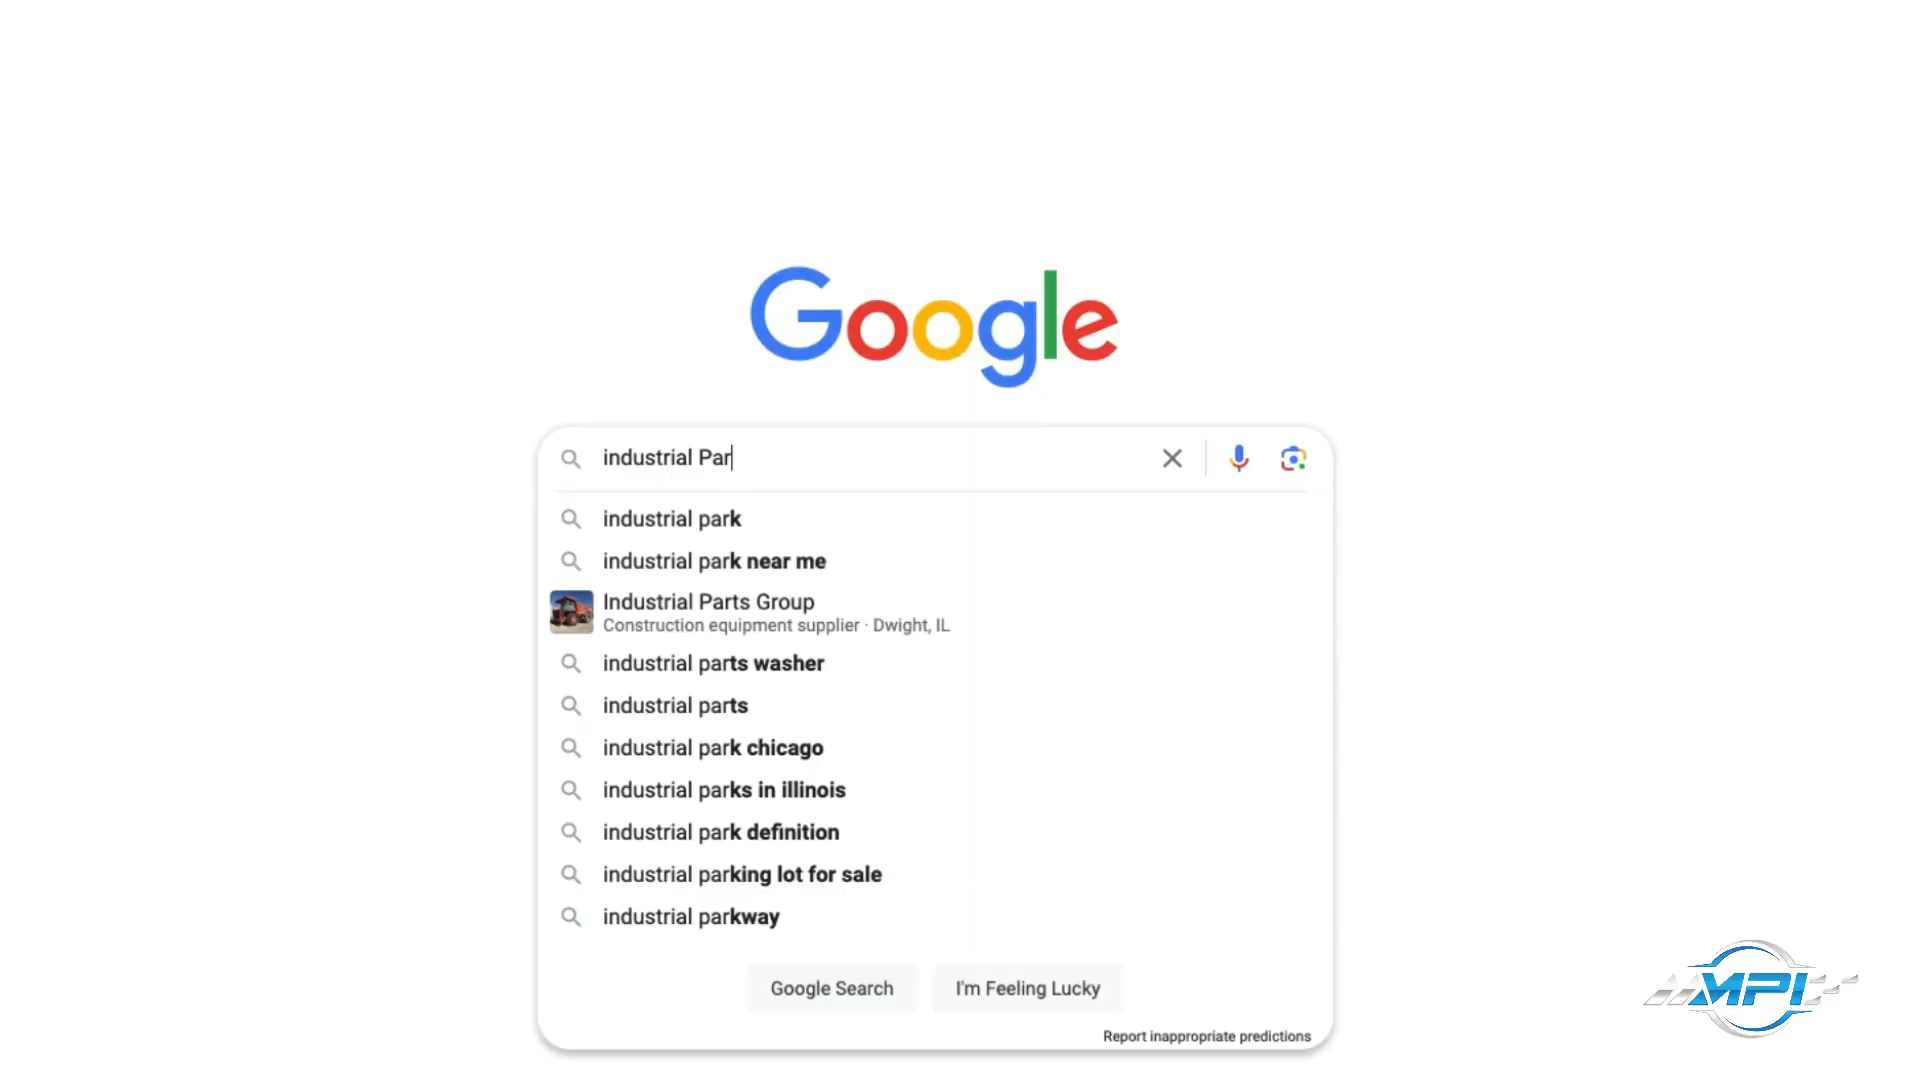 Google
industrial Par
industrial park
industrial park near me
Industrial Parts Group
Construction equipment supplier · Dwight, IL
industrial parts washer
industrial parts
industrial park chicago
industrial parks in illinois
industrial park definition
industrial parking lot for sale
industrial parkway
Google Search
I'm Feeling Lucky
Report inappropriate predictions
MPI